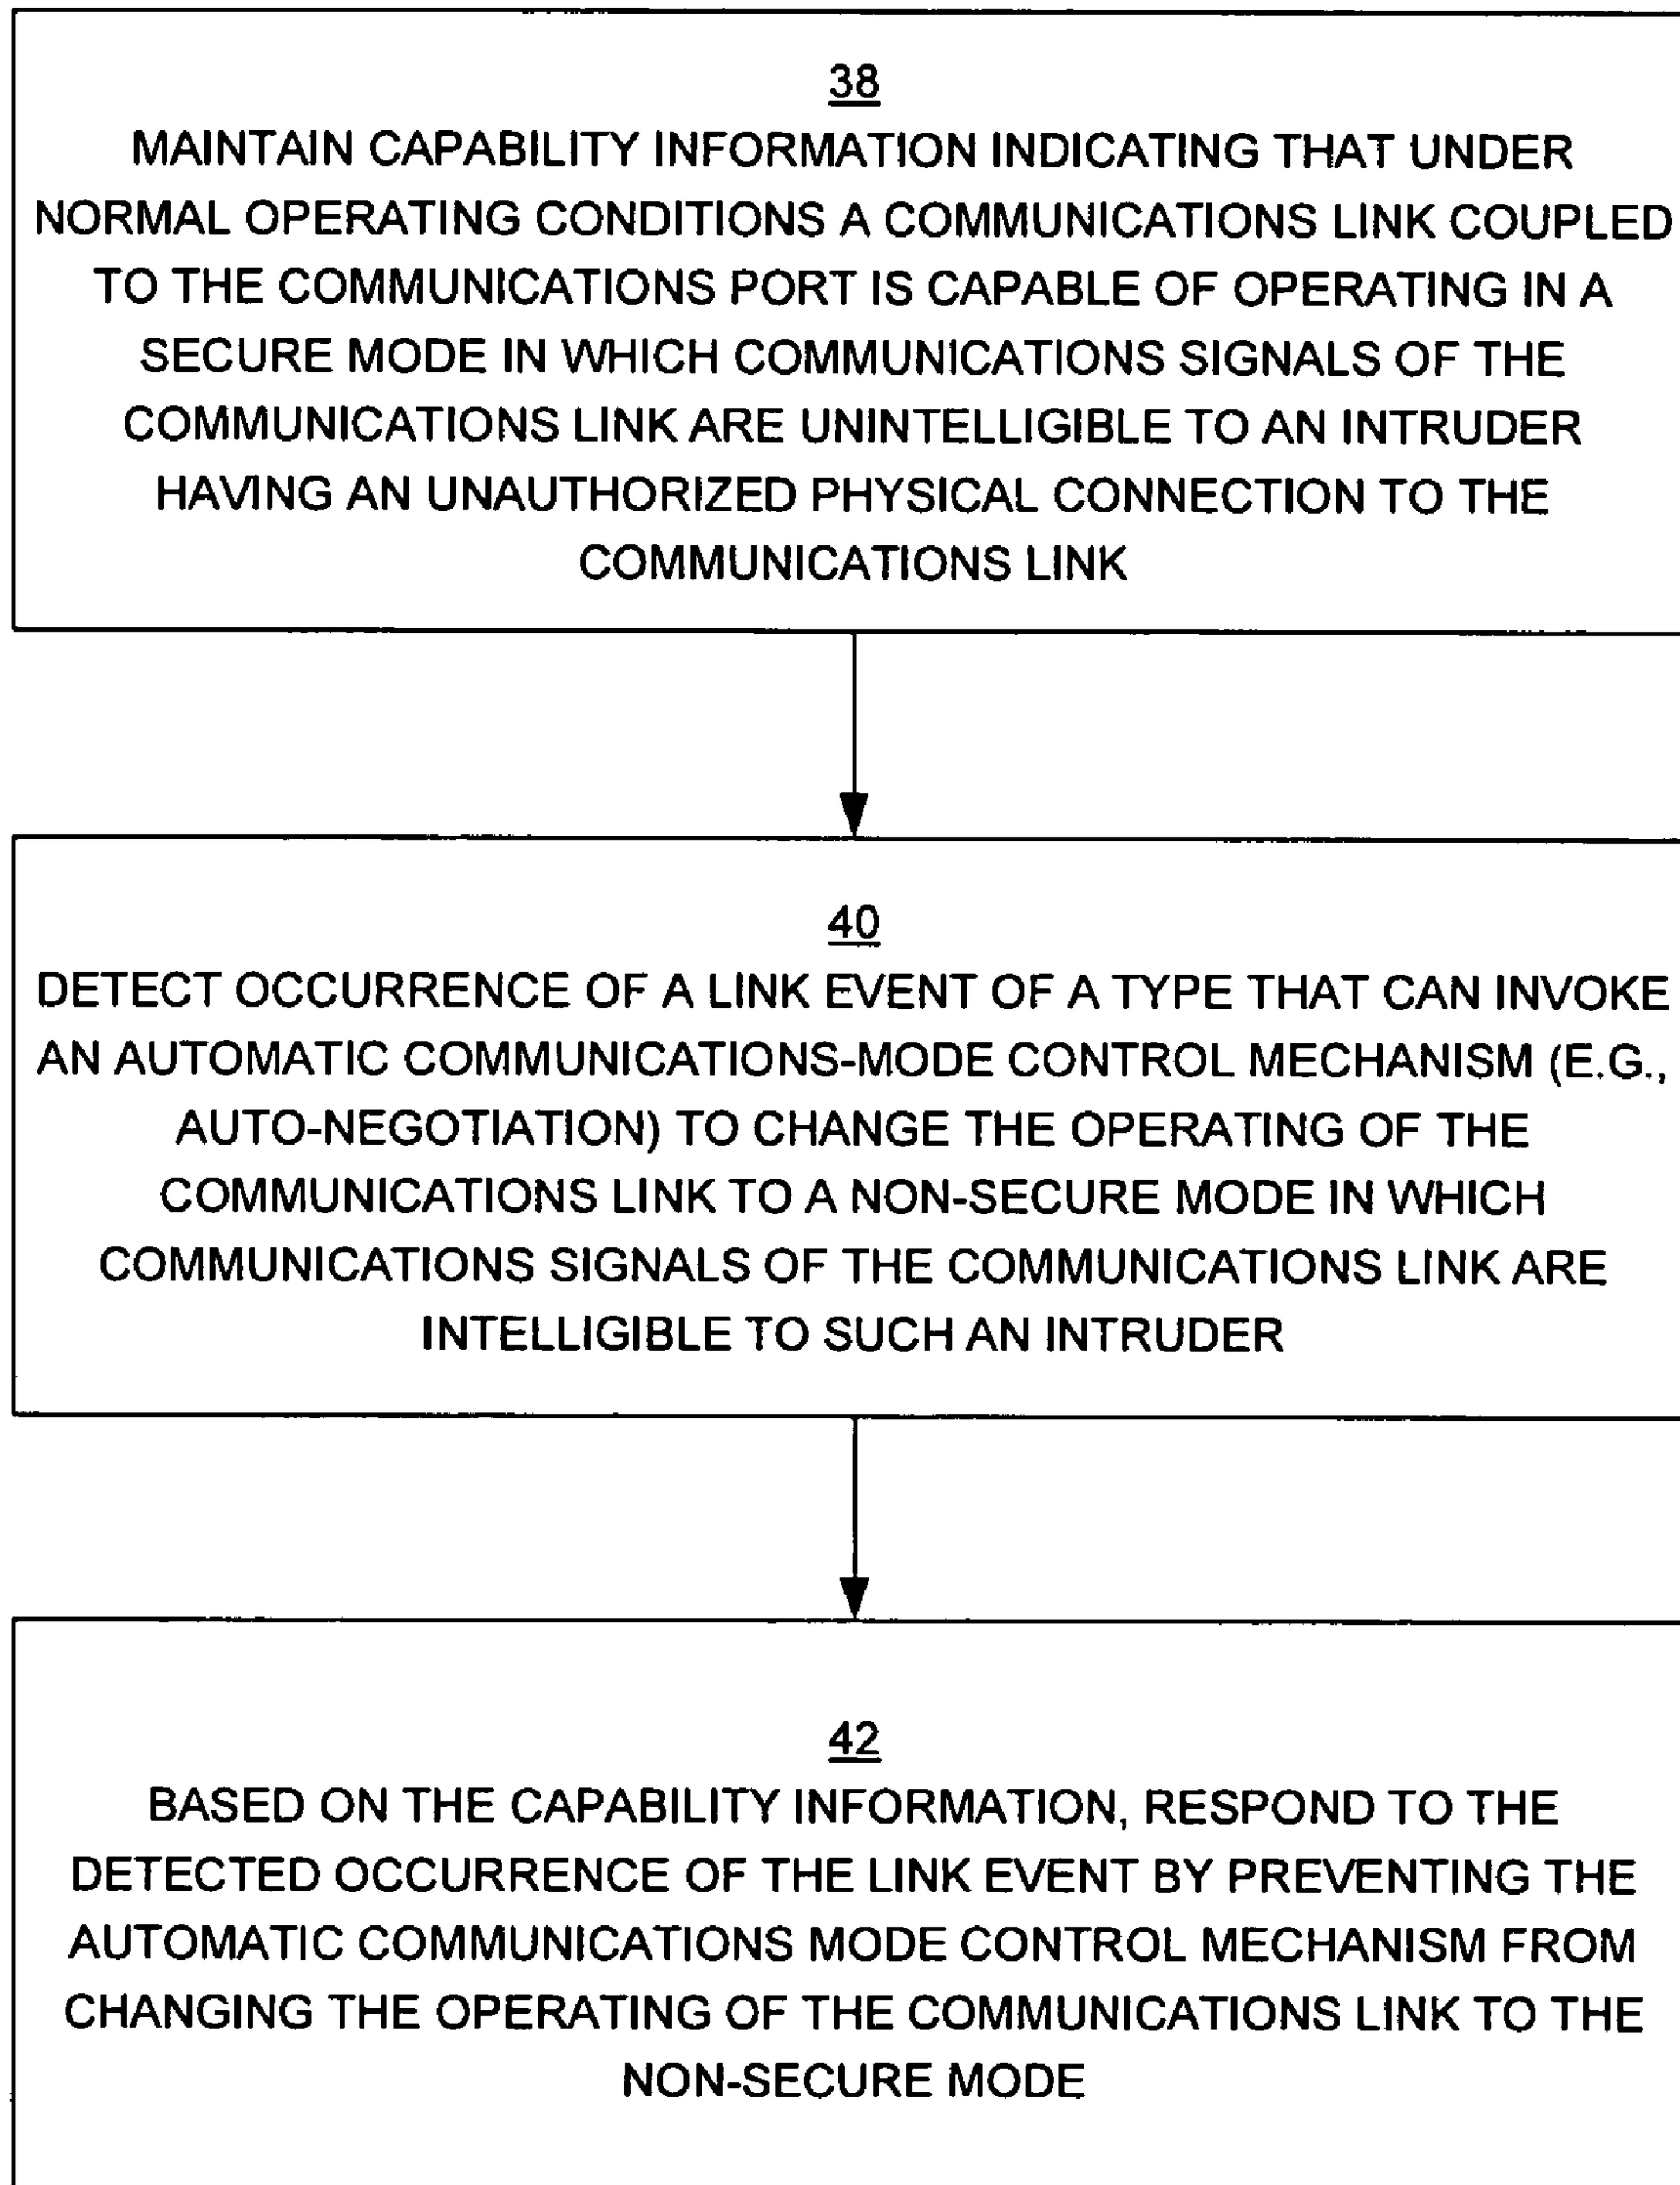 38
MAINTAIN CAPABILITY INFORMATION INDICATING THAT UNDER
NORMAL OPERATING CONDITIONS A COMMUNICATIONS LINK COUPLED
TO THE COMMUNICATIONS PORT IS CAPABLE OF OPERATING IN A
SECURE MODE IN WHICH COMMUNICATIONS SIGNALS OF THE
COMMUNICATIONS LINK ARE UNINTELLIGIBLE TO AN INTRUDER
HAVING AN UNAUTHORIZED PHYSICAL CONNECTION TO THE
COMMUNICATIONS LINK
40
DETECT OCCURRENCE OF A LINK EVENT OF A TYPE THAT CAN INVOKE
AN AUTOMATIC COMMUNICATIONS-MODE CONTROL MECHANISM (E.G.,
AUTO-NEGOTIATION) TO CHANGE THE OPERATING OF THE
COMMUNICATIONS LINK TO A NON-SECURE MODE IN WHICH
COMMUNICATIONS SIGNALS OF THE COMMUNICATIONS LINK ARE
INTELLIGIBLE TO SUCH AN INTRUDER
42
BASED ON THE CAPABILITY INFORMATION, RESPOND TO THE
DETECTED OCCURRENCE OF THE LINK EVENT BY PREVENTING THE
AUTOMATIC COMMUNICATIONS MODE CONTROL MECHANISM FROM
CHANGING THE OPERATING OF THE COMMUNICATIONS LINK TO THE
NON-SECURE MODE